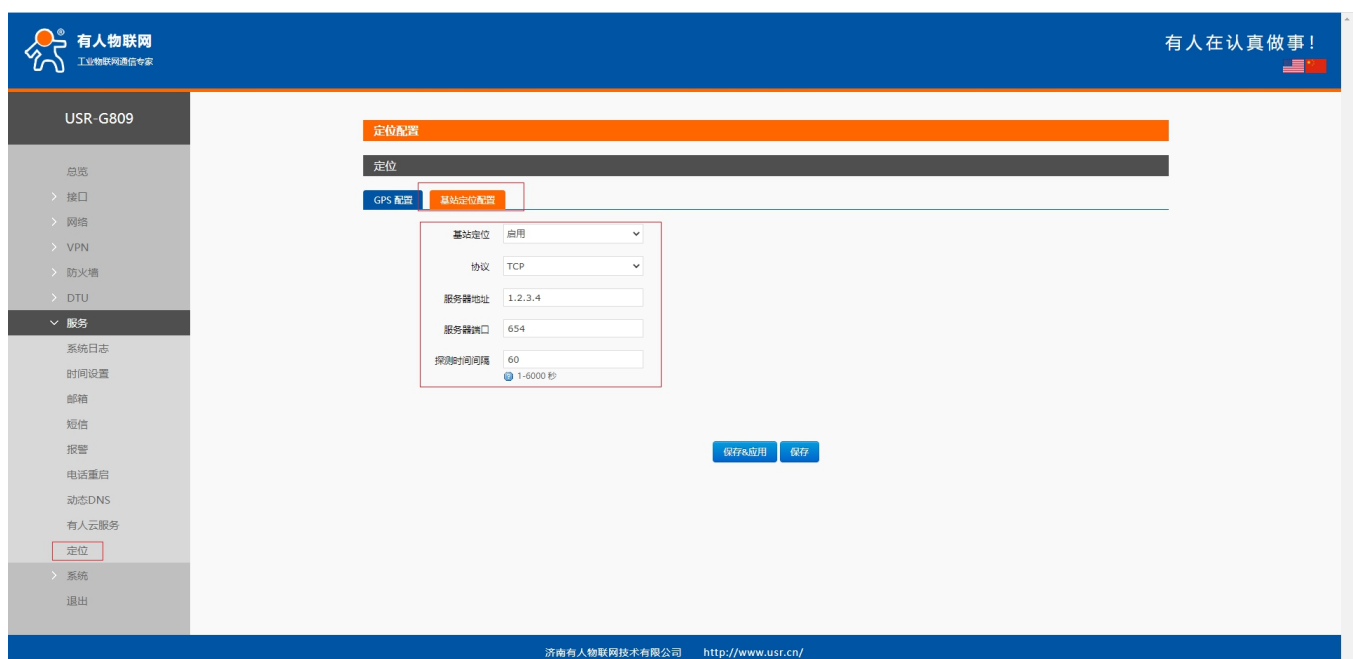 有人物联网
®
工业物联网通信专家
有人在认真做事!
USR-G809
总览
接口
网络
VPN
防火墙
DTU
服务
系统日志
时间设置
邮箱
短信
报警
电话重启
动态DNS
有人云服务
定位
系统
退出
定位配置
定位
GPS 配置 基站定位配置
基站定位 启用
协议 TCP
服务器地址 1.2.3.4
服务器端口 654
探测时间间隔 60
1-6000 秒
保存&应用 保存
济南有人物联网技术有限公司 http://www.usr.cn/